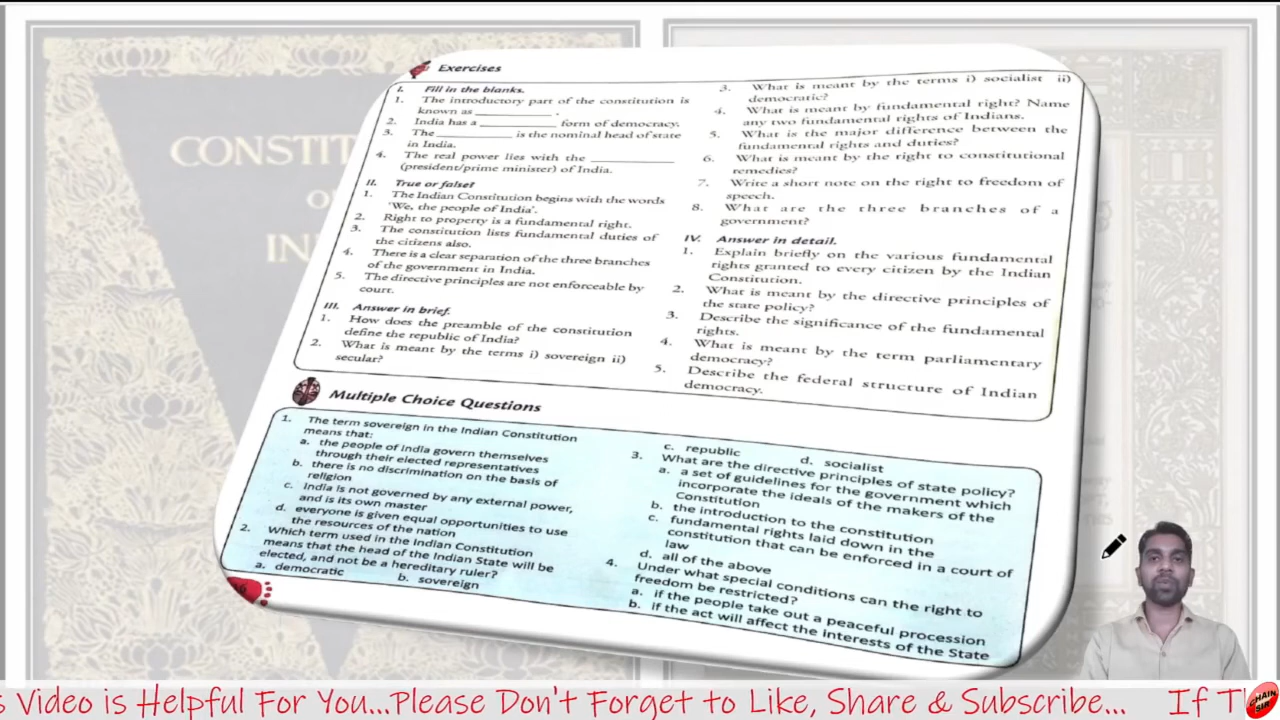 CONSTIT
O
IN
Exercises
I. Fill in the blanks.
1. The introductory part of the constitution is
known as __________ .
2. India has a __________ form of democracy.
3. The __________ is the nominal head of state
in India.
4. The real power lies with the __________
(president/prime minister) of India.
II. True or false?
1. The Indian Constitution begins with the words
'We, the people of India'.
2. Right to property is a fundamental right.
3. The constitution lists fundamental duties of
the citizens also.
4. There is a clear separation of the three branches
of the government in India.
5. The directive principles are not enforceable by
court.
III. Answer in brief.
1. How does the preamble of the constitution
define the republic of India?
2. What is meant by the terms i) sovereign ii)
secular?
3. What is meant by the terms i) socialist ii)
democratic?
4. What is meant by fundamental right? Name
any two fundamental rights of Indians.
5. What is the major difference between the
fundamental rights and duties?
6. What is meant by the right to constitutional
remedies?
7. Write a short note on the right to freedom of
speech.
8. What are the three branches of a
government?
IV. Answer in detail.
1. Explain briefly on the various fundamental
rights granted to every citizen by the Indian
Constitution.
2. What is meant by the directive principles of
the state policy?
3. Describe the significance of the fundamental
rights.
4. What is meant by the term parliamentary
democracy?
5. Describe the federal structure of Indian
democracy.
Multiple Choice Questions
1. The term sovereign in the Indian Constitution
means that:
a. the people of India govern themselves
through their elected representatives
b. there is no discrimination on the basis of
religion
c. India is not governed by any external power,
and is its own master
d. everyone is given equal opportunities to use
the resources of the nation
2. Which term used in the Indian Constitution
means that the head of the Indian State will be
elected, and not be a hereditary ruler?
a. democratic b. sovereign
c. republic d. socialist
3. What are the directive principles of state policy?
a. a set of guidelines for the government which
incorporate the ideals of the makers of the
Constitution
b. the introduction to the constitution
c. fundamental rights laid down in the
constitution that can be enforced in a court of
law
d. all of the above
4. Under what special conditions can the right to
freedom be restricted?
a. if the people take out a peaceful procession
b. if the act will affect the interests of the State
s Video is Helpful For You...Please Don't Forget to Like, Share & Subscribe... If T
CHAIN
SIR